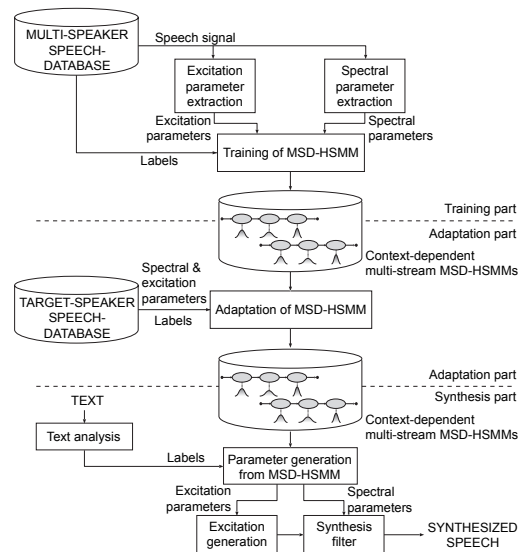 MULTI-SPEAKER
SPEECH-
DATABASE
Speech signal
Excitation
parameter
extraction
Spectral
parameter
extraction
Excitation
parameters
Spectral
parameters
Labels
Training of MSD-HSMM
Training part
Adaptation part
Context-dependent
multi-stream MSD-HSMMs
Spectral &
excitation
parameters
TARGET-SPEAKER
SPEECH-
DATABASE
Labels
Adaptation of MSD-HSMM
Adaptation part
Synthesis part
Context-dependent
multi-stream MSD-HSMMs
TEXT
Text analysis
Labels
Parameter generation
from MSD-HSMM
Excitation
parameters
Spectral
parameters
Excitation
generation
Synthesis
filter
SYNTHESIZED
SPEECH